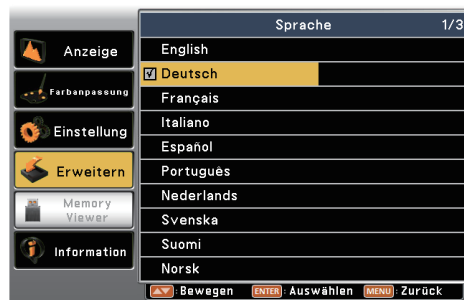 Sprache 1/3
Anzeige
Farbanpassung
Einstellung
Erweitern
Memory
Viewer
Information
English
Deutsch
Français
Italiano
Español
Português
Nederlands
Svenska
Suomi
Norsk
:Bewegen ENTER :Auswählen MENU :Zurück